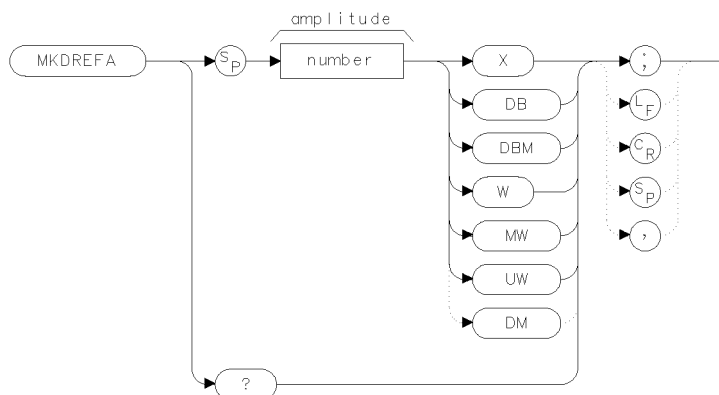 amplitude
MKDREFA
SP
number
X
;
DB
LF
DBM
CR
W
SP
MW
,
UW
DM
?